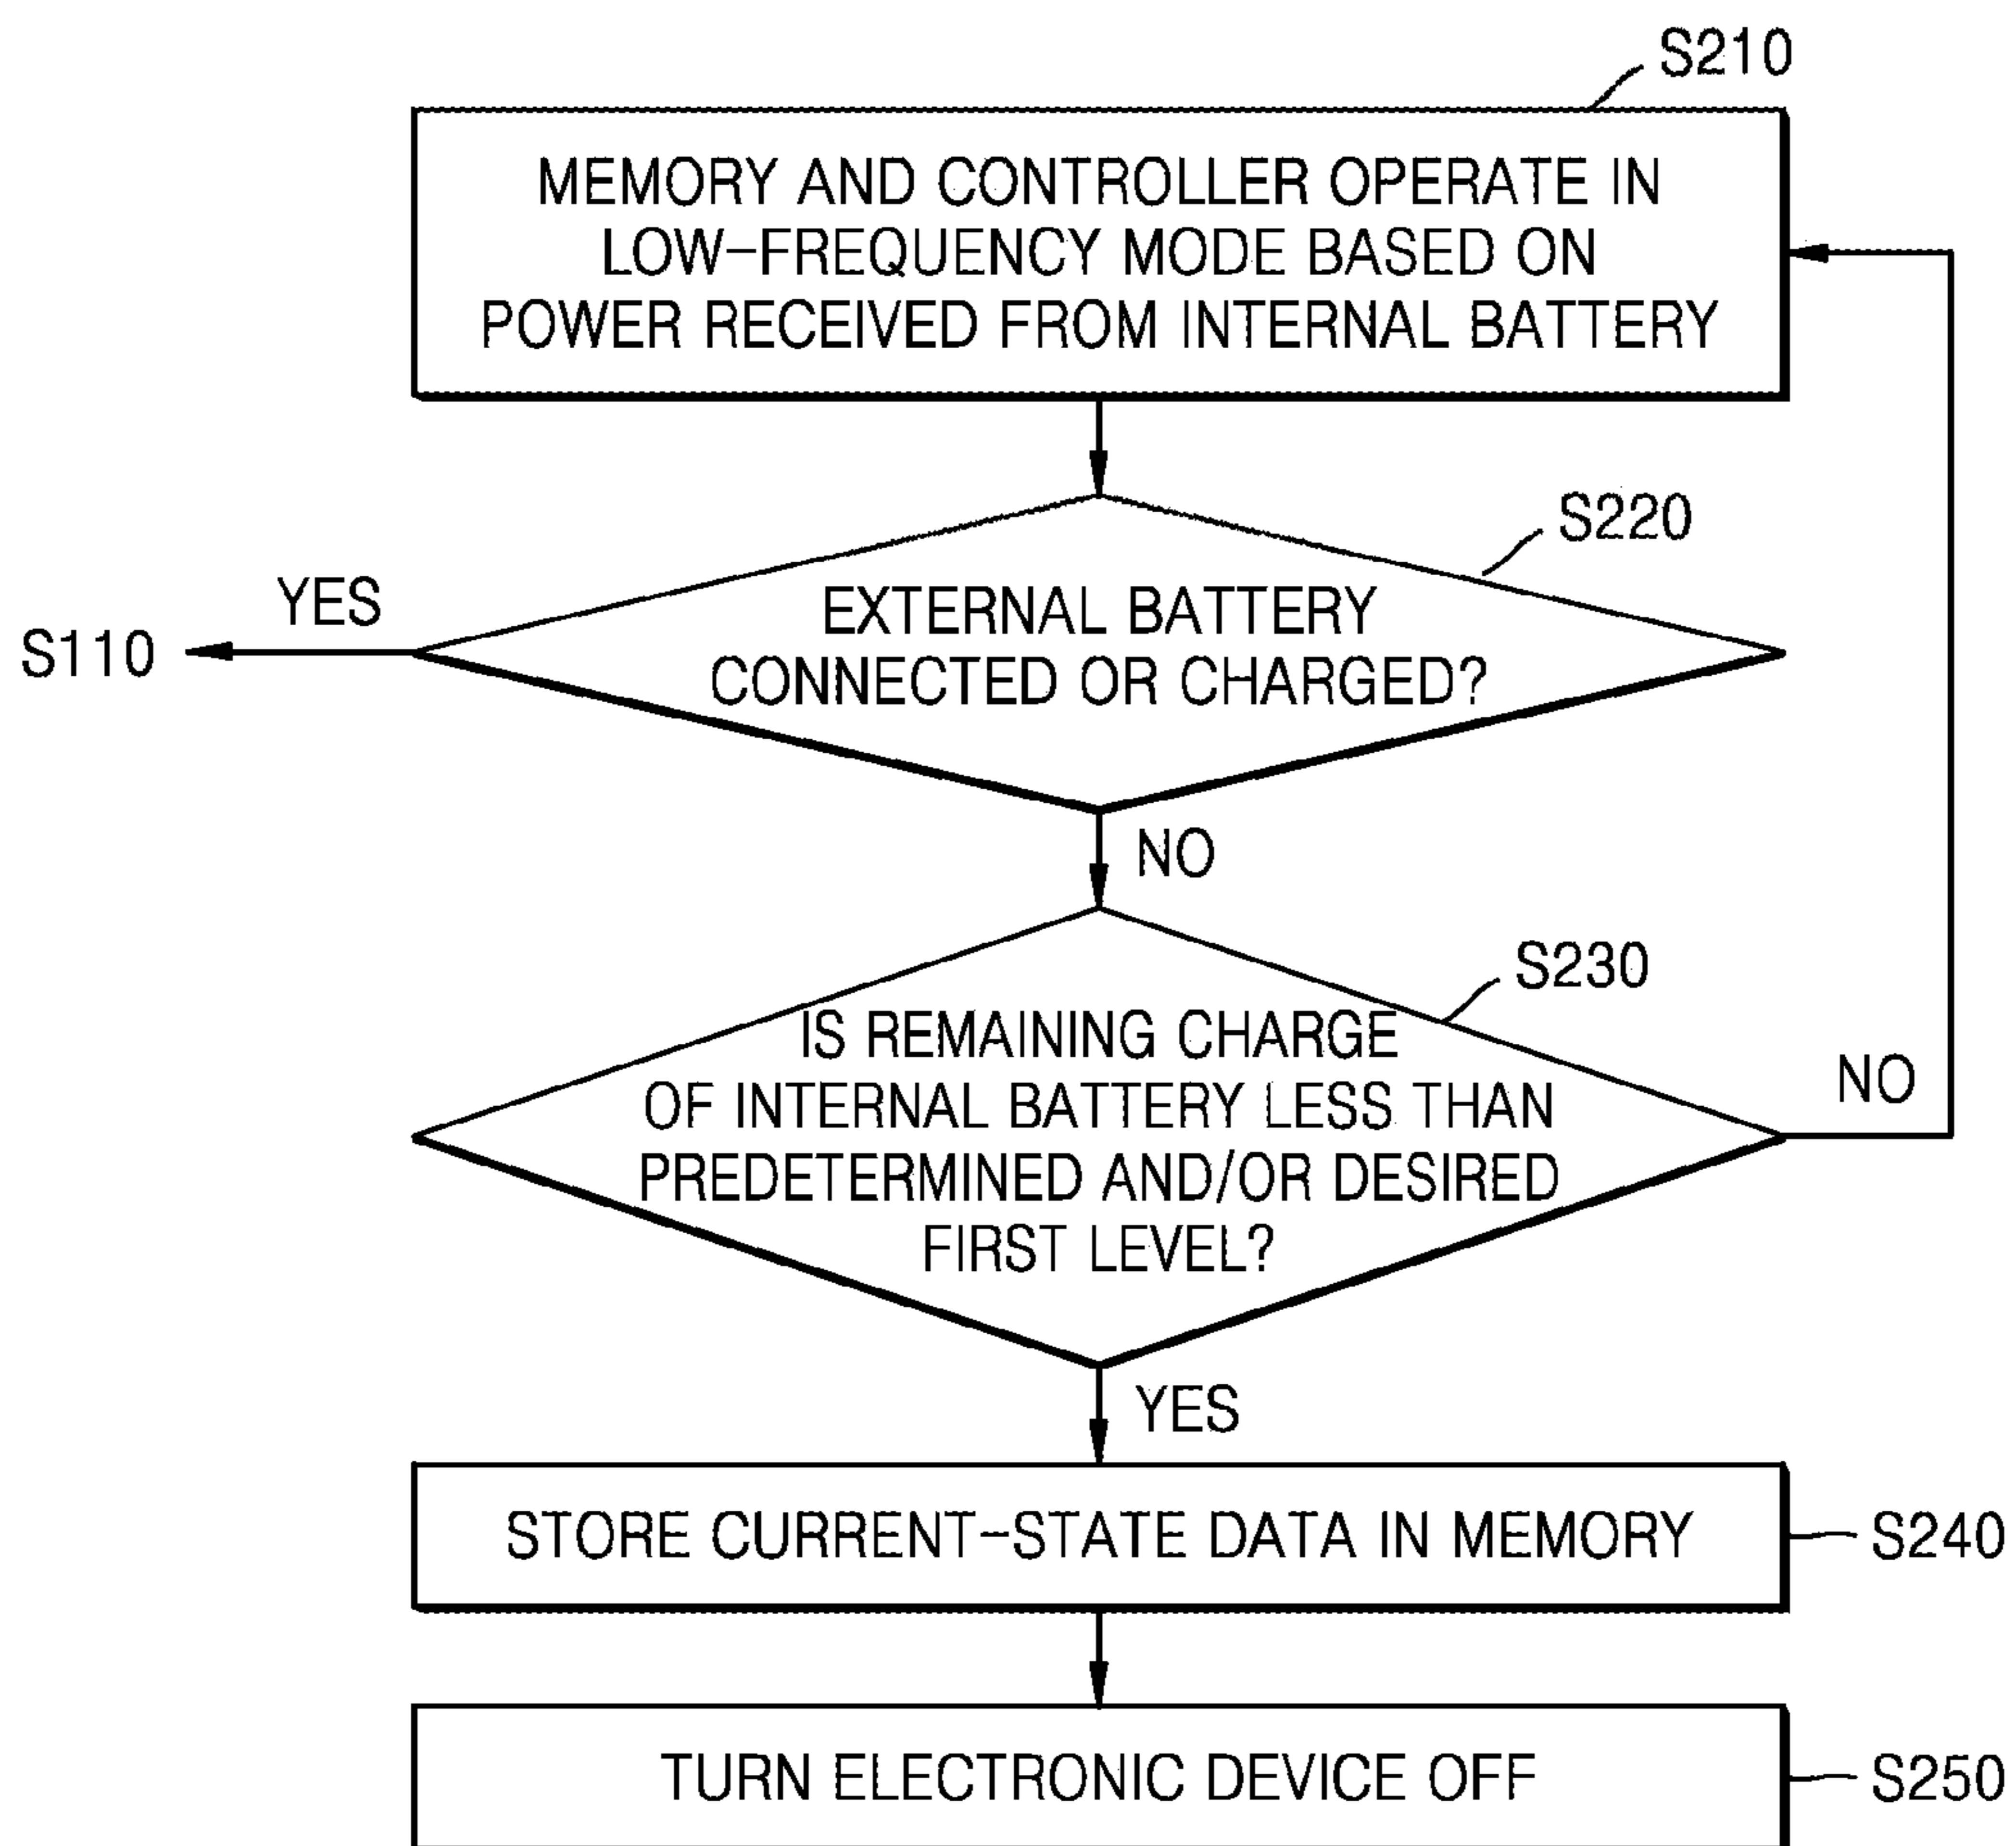 S210
MEMORY AND CONTROLLER OPERATE IN
LOW-FREQUENCY MODE BASED ON
POWER RECEIVED FROM INTERNAL BATTERY
S220
YES
S110
EXTERNAL BATTERY
CONNECTED OR CHARGED?
NO
S230
IS REMAINING CHARGE
OF INTERNAL BATTERY LESS THAN
PREDETERMINED AND/OR DESIRED
FIRST LEVEL?
NO
YES
STORE CURRENT-STATE DATA IN MEMORY
S240
TURN ELECTRONIC DEVICE OFF
S250